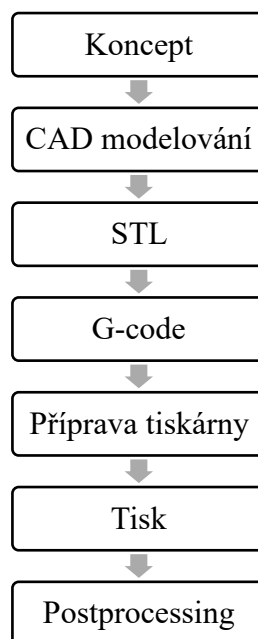 Koncept
CAD modelování
STL
G-code
Příprava tiskárny
Tisk
Postprocessing